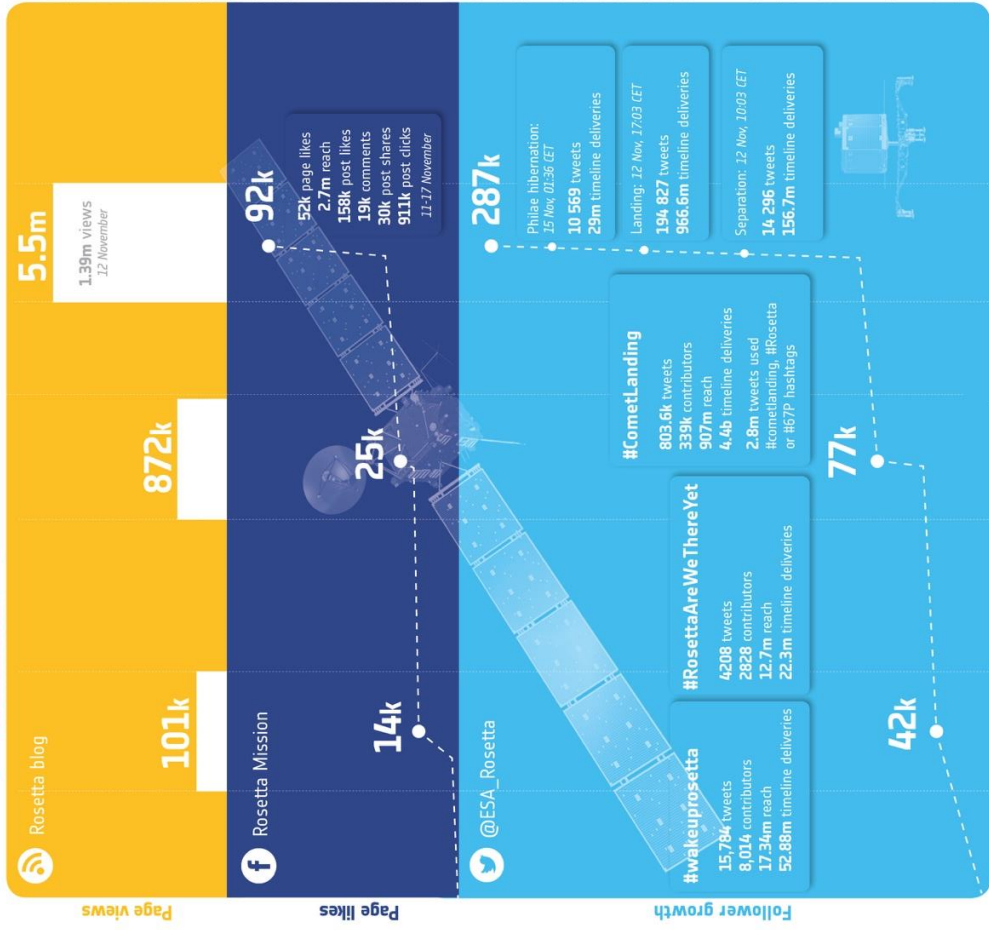 Page views
Rosetta blog
101k
872k
5.5m
1.39m views
12 November
Page likes
f
Rosetta Mission
14k
25k
92k
52k page likes
2.7m reach
158k post likes
19k comments
30k post shares
911k post clicks
11-17 November
Follower growth
@ESA_Rosetta
#wakeuprosetta
15,784 tweets
8,014 contributors
17.34m reach
52.88m timeline deliveries
#RosettaAreWeThereYet
4208 tweets
2828 contributors
12.7m reach
22.3m timeline deliveries
#CometLanding
803.6k tweets
339k contributors
907m reach
4.4b timeline deliveries
2.8m tweets used
#cometlanding, #Rosetta
or #67P hashtags
287k
Philae hibernation:
15 Nov, 01:36 CET
10 569 tweets
29m timeline deliveries
Landing: 12 Nov, 17:03 CET
194 827 tweets
966.6m timeline deliveries
Separation: 12 Nov, 10:03 CET
14 296 tweets
156.7m timeline deliveries
42k
77k